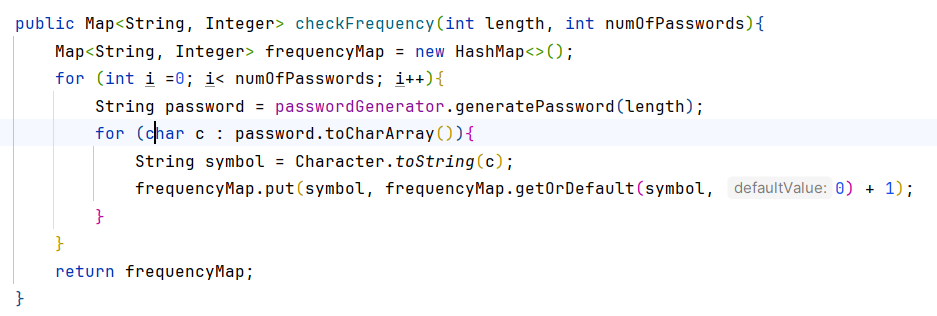 public Map<String, Integer> checkFrequency(int length, int numOfPasswords){
    Map<String, Integer> frequencyMap = new HashMap<>();
    for (int i =0; i< numOfPasswords; i++){
        String password = passwordGenerator.generatePassword(length);
        for (char c : password.toCharArray()){
            String symbol = Character.toString(c);
            frequencyMap.put(symbol, frequencyMap.getOrDefault(symbol, defaultValue: 0) + 1);
        }
    }
    return frequencyMap;
}